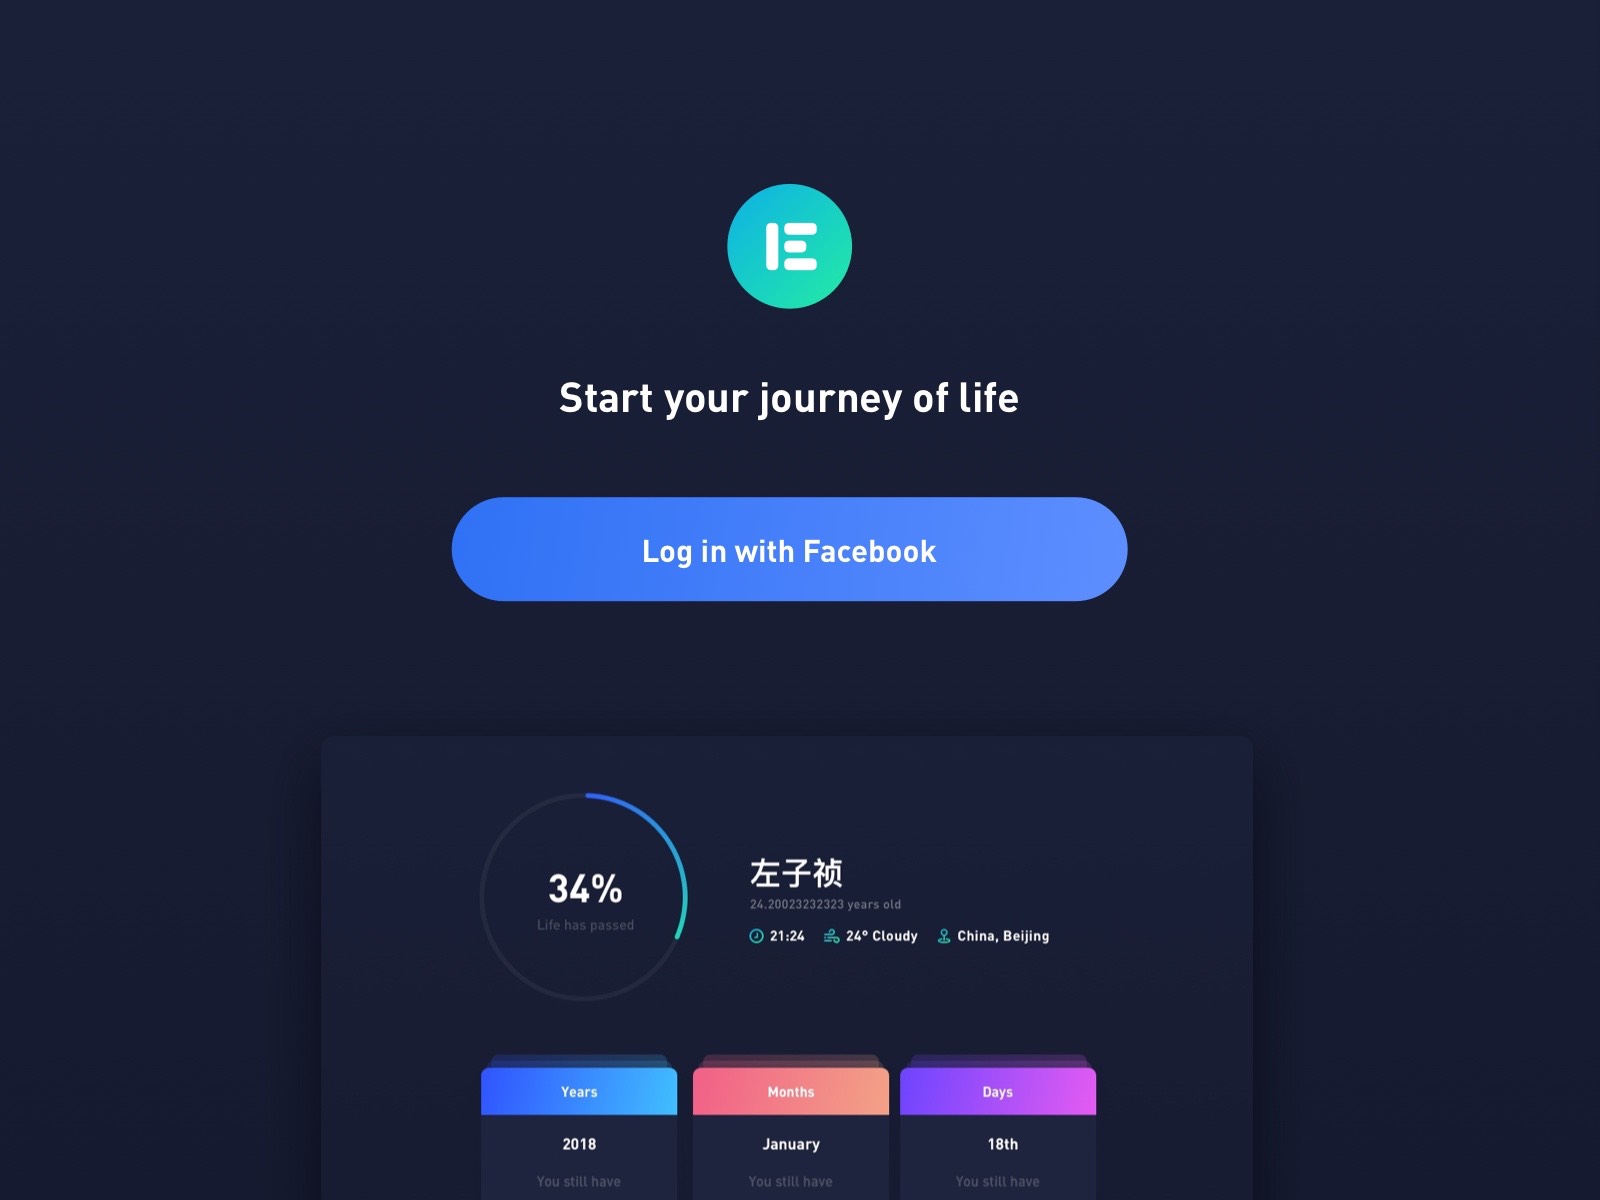 Start your journey of life
Log in with Facebook
34%
Life has passed
左子祯
24.20023232323 years old
21:24 24° Cloudy China, Beijing
Years Months Days
2018 January 18th
You still have You still have You still have